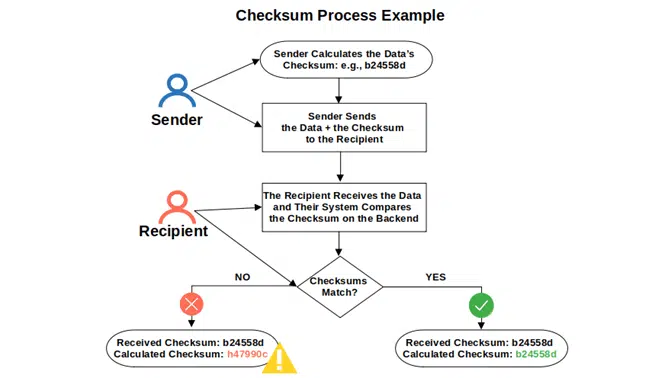 Checksum Process Example
Sender Calculates the Data's
Checksum: e.g., b24558d
Sender
Sender Sends
the Data + the Checksum
to the Recipient
Recipient
The Recipient Receives the Data
and Their System Compares
the Checksum on the Backend
NO
Checksums
Match?
YES
Received Checksum: b24558d
Calculated Checksum: h47990c
Received Checksum: b24558d
Calculated Checksum: b24558d